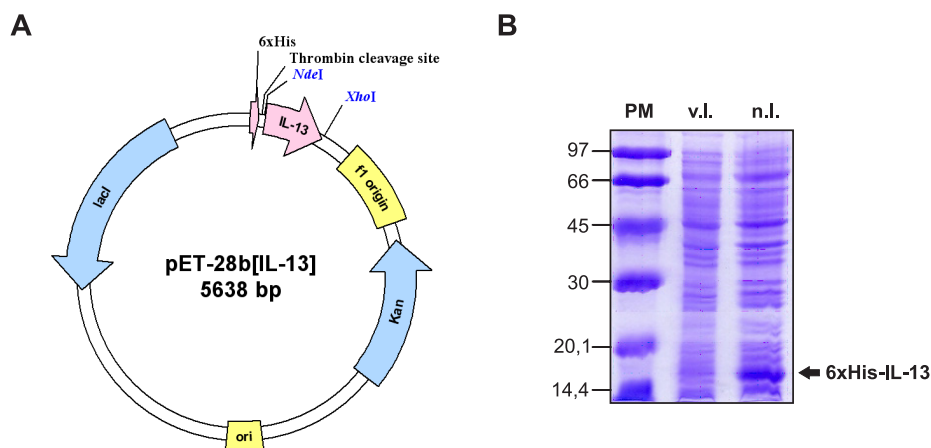 A
6xHis
Thrombin cleavage site
NdeI
XhoI
IL-13
f1 origin
lacI
pET-28b[IL-13]
5638 bp
Kan
ori
B
PM v.I. n.I.
97
66
45
30
20,1
6xHis-IL-13
14,4